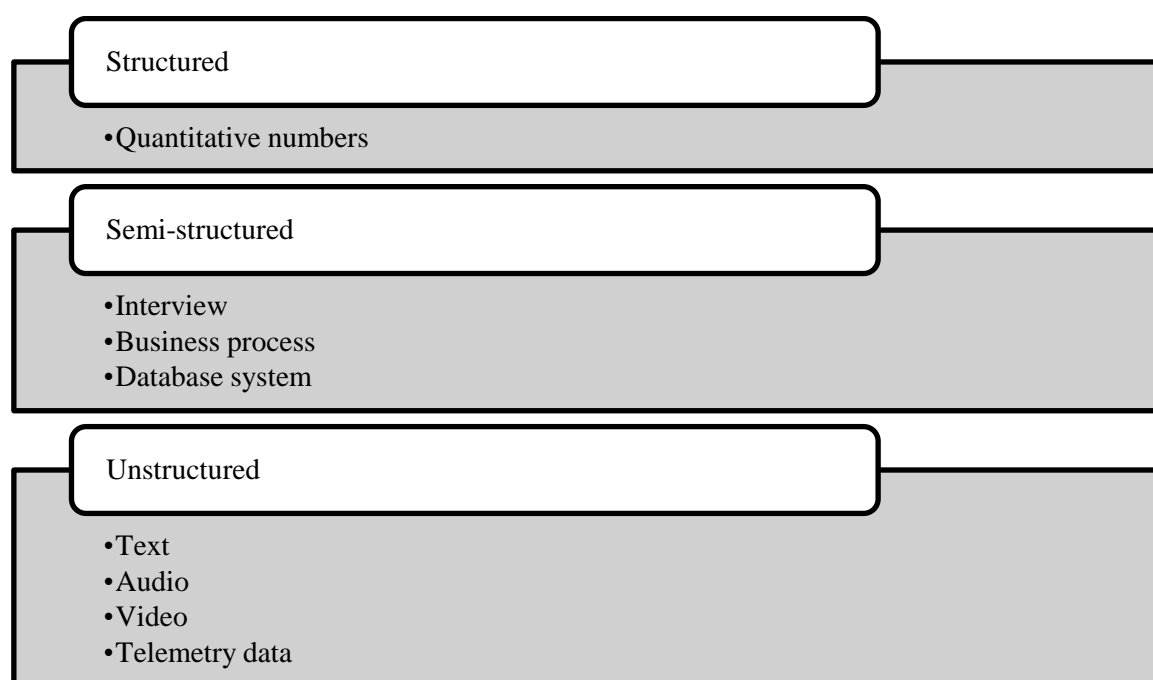 Structured
•Quantitative numbers
Semi-structured
•Interview
•Business process
•Database system
Unstructured
•Text
•Audio
•Video
•Telemetry data